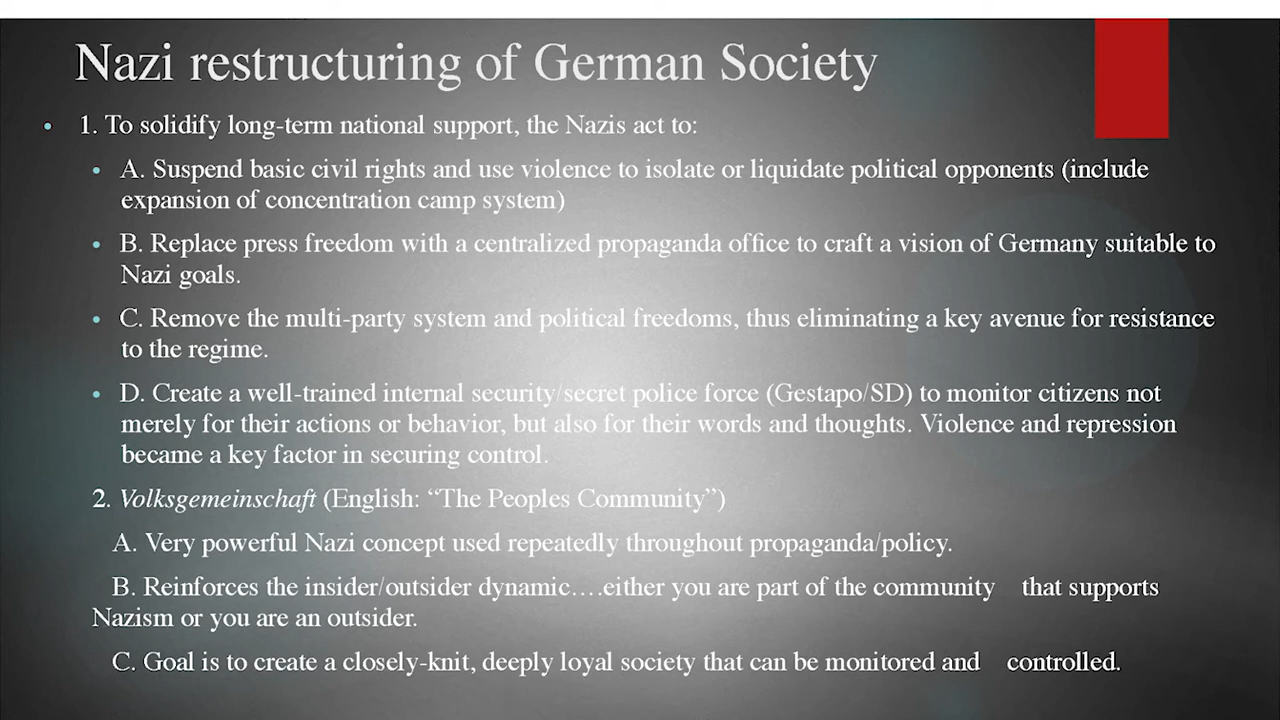 Nazi restructuring of German Society
• 1. To solidify long-term national support, the Nazis act to:
• A. Suspend basic civil rights and use violence to isolate or liquidate political opponents (include
expansion of concentration camp system)
• B. Replace press freedom with a centralized propaganda office to craft a vision of Germany suitable to
Nazi goals.
• C. Remove the multi-party system and political freedoms, thus eliminating a key avenue for resistance
to the regime.
• D. Create a well-trained internal security/secret police force (Gestapo/SD) to monitor citizens not
merely for their actions or behavior, but also for their words and thoughts. Violence and repression
became a key factor in securing control.
2. Volksgemeinschaft (English: “The Peoples Community”)
A. Very powerful Nazi concept used repeatedly throughout propaganda/policy.
B. Reinforces the insider/outsider dynamic….either you are part of the community that supports
Nazism or you are an outsider.
C. Goal is to create a closely-knit, deeply loyal society that can be monitored and controlled.